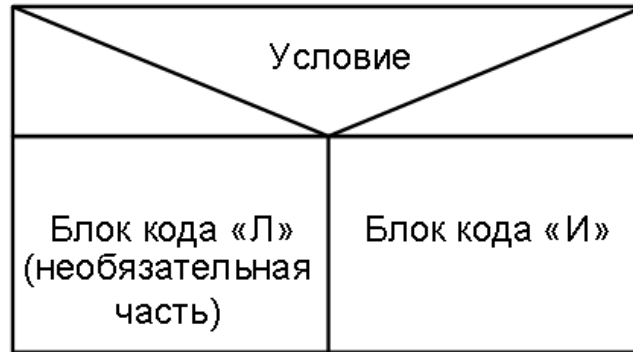 Условие
Блок кода «Л»
(необязательная
часть)
Блок кода «И»